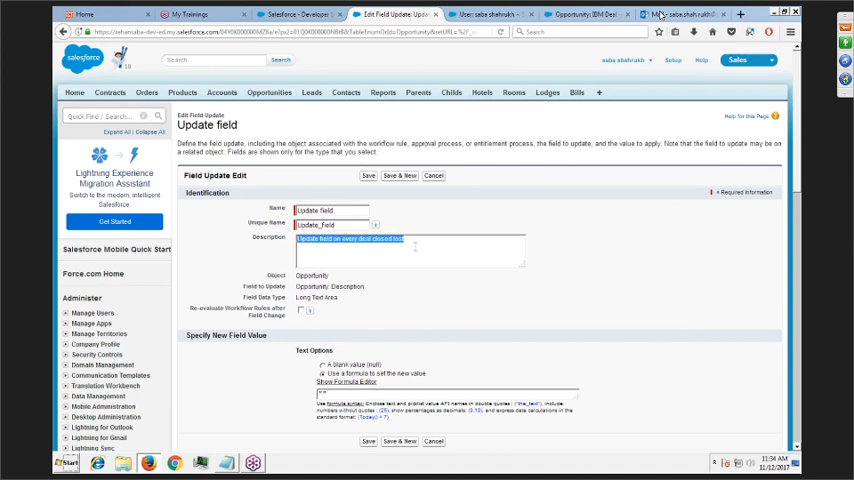 Home
My Trainings
Salesforce - Developer E
Edit Field Update: Upda
User: saba shahrukh ~ S
Opportunity: IBM Deal ~
saba.shah.rukh
Search
salesforce
18
Search...
Search
saba shahrukh
Setup
Help
Sales
Home
Contracts
Orders
Products
Accounts
Opportunities
Leads
Contacts
Reports
Parents
Childs
Hotels
Rooms
Lodges
Bills
+
Quick Find / Search...
Expand All | Collapse All
Lightning Experience
Migration Assistant
Switch to the modern, intelligent
Salesforce.
Get Started
Salesforce Mobile Quick Start
Force.com Home
Administer
Manage Users
Manage Apps
Manage Territories
Company Profile
Security Controls
Domain Management
Communication Templates
Translation Workbench
Data Management
Mobile Administration
Desktop Administration
Lightning for Outlook
Lightning for Gmail
Lightning Sync
Edit Field Update
Update field
Help for this Page
Define the field update, including the object associated with the workflow rule, approval process, or entitlement process, the field to update, and the value to apply. Note that the field to update may be on
a related object. Fields are shown only for the type that you select.
Field Update Edit
Save
Save & New
Cancel
Identification
= Required Information
Name
Update field
Unique Name
Update_field
Description
Update field on every deal closed lost
Object
Opportunity
Field to Update
Opportunity: Description
Field Data Type
Long Text Area
Re-evaluate Workflow Rules after
Field Change
Specify New Field Value
Text Options
A blank value (null)
Use a formula to set the new value
Show Formula Editor
" "
Use formula syntax: Enclose text and picklist value API names in double quotes : ("the_text"), include
numbers without quotes : (25), show percentages as decimals: (0.10), and express date calculations in the
standard format: (Today() + 7)
Save
Save & New
Cancel
Start
11:34 AM
11/12/2017